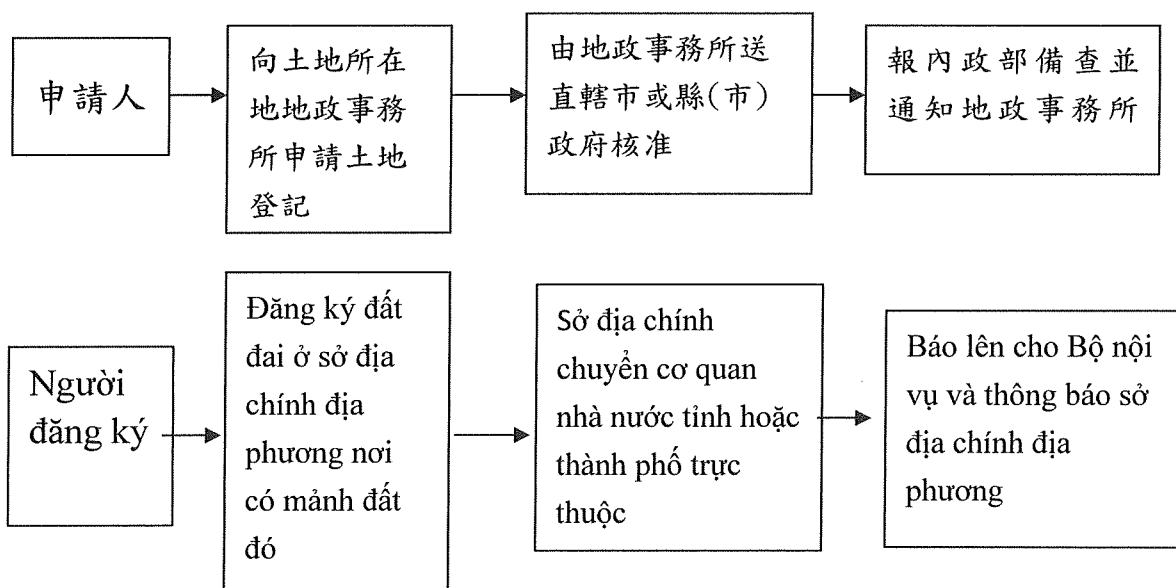 申請人
向土地所在
地地政事務
所申請土地
登記
由地政事務所送
直轄市或縣(市)
政府核准
報內政部備查並
通知地政事務所
Người
đăng ký
Đăng ký đất
đai ở sở địa
chính địa
phương nơi
có mảnh đất
đó
Sở địa chính
chuyển cơ quan
nhà nước tỉnh hoặc
thành phố trực
thuộc
Báo lên cho Bộ nội
vụ và thông báo sở
địa chính địa
phương